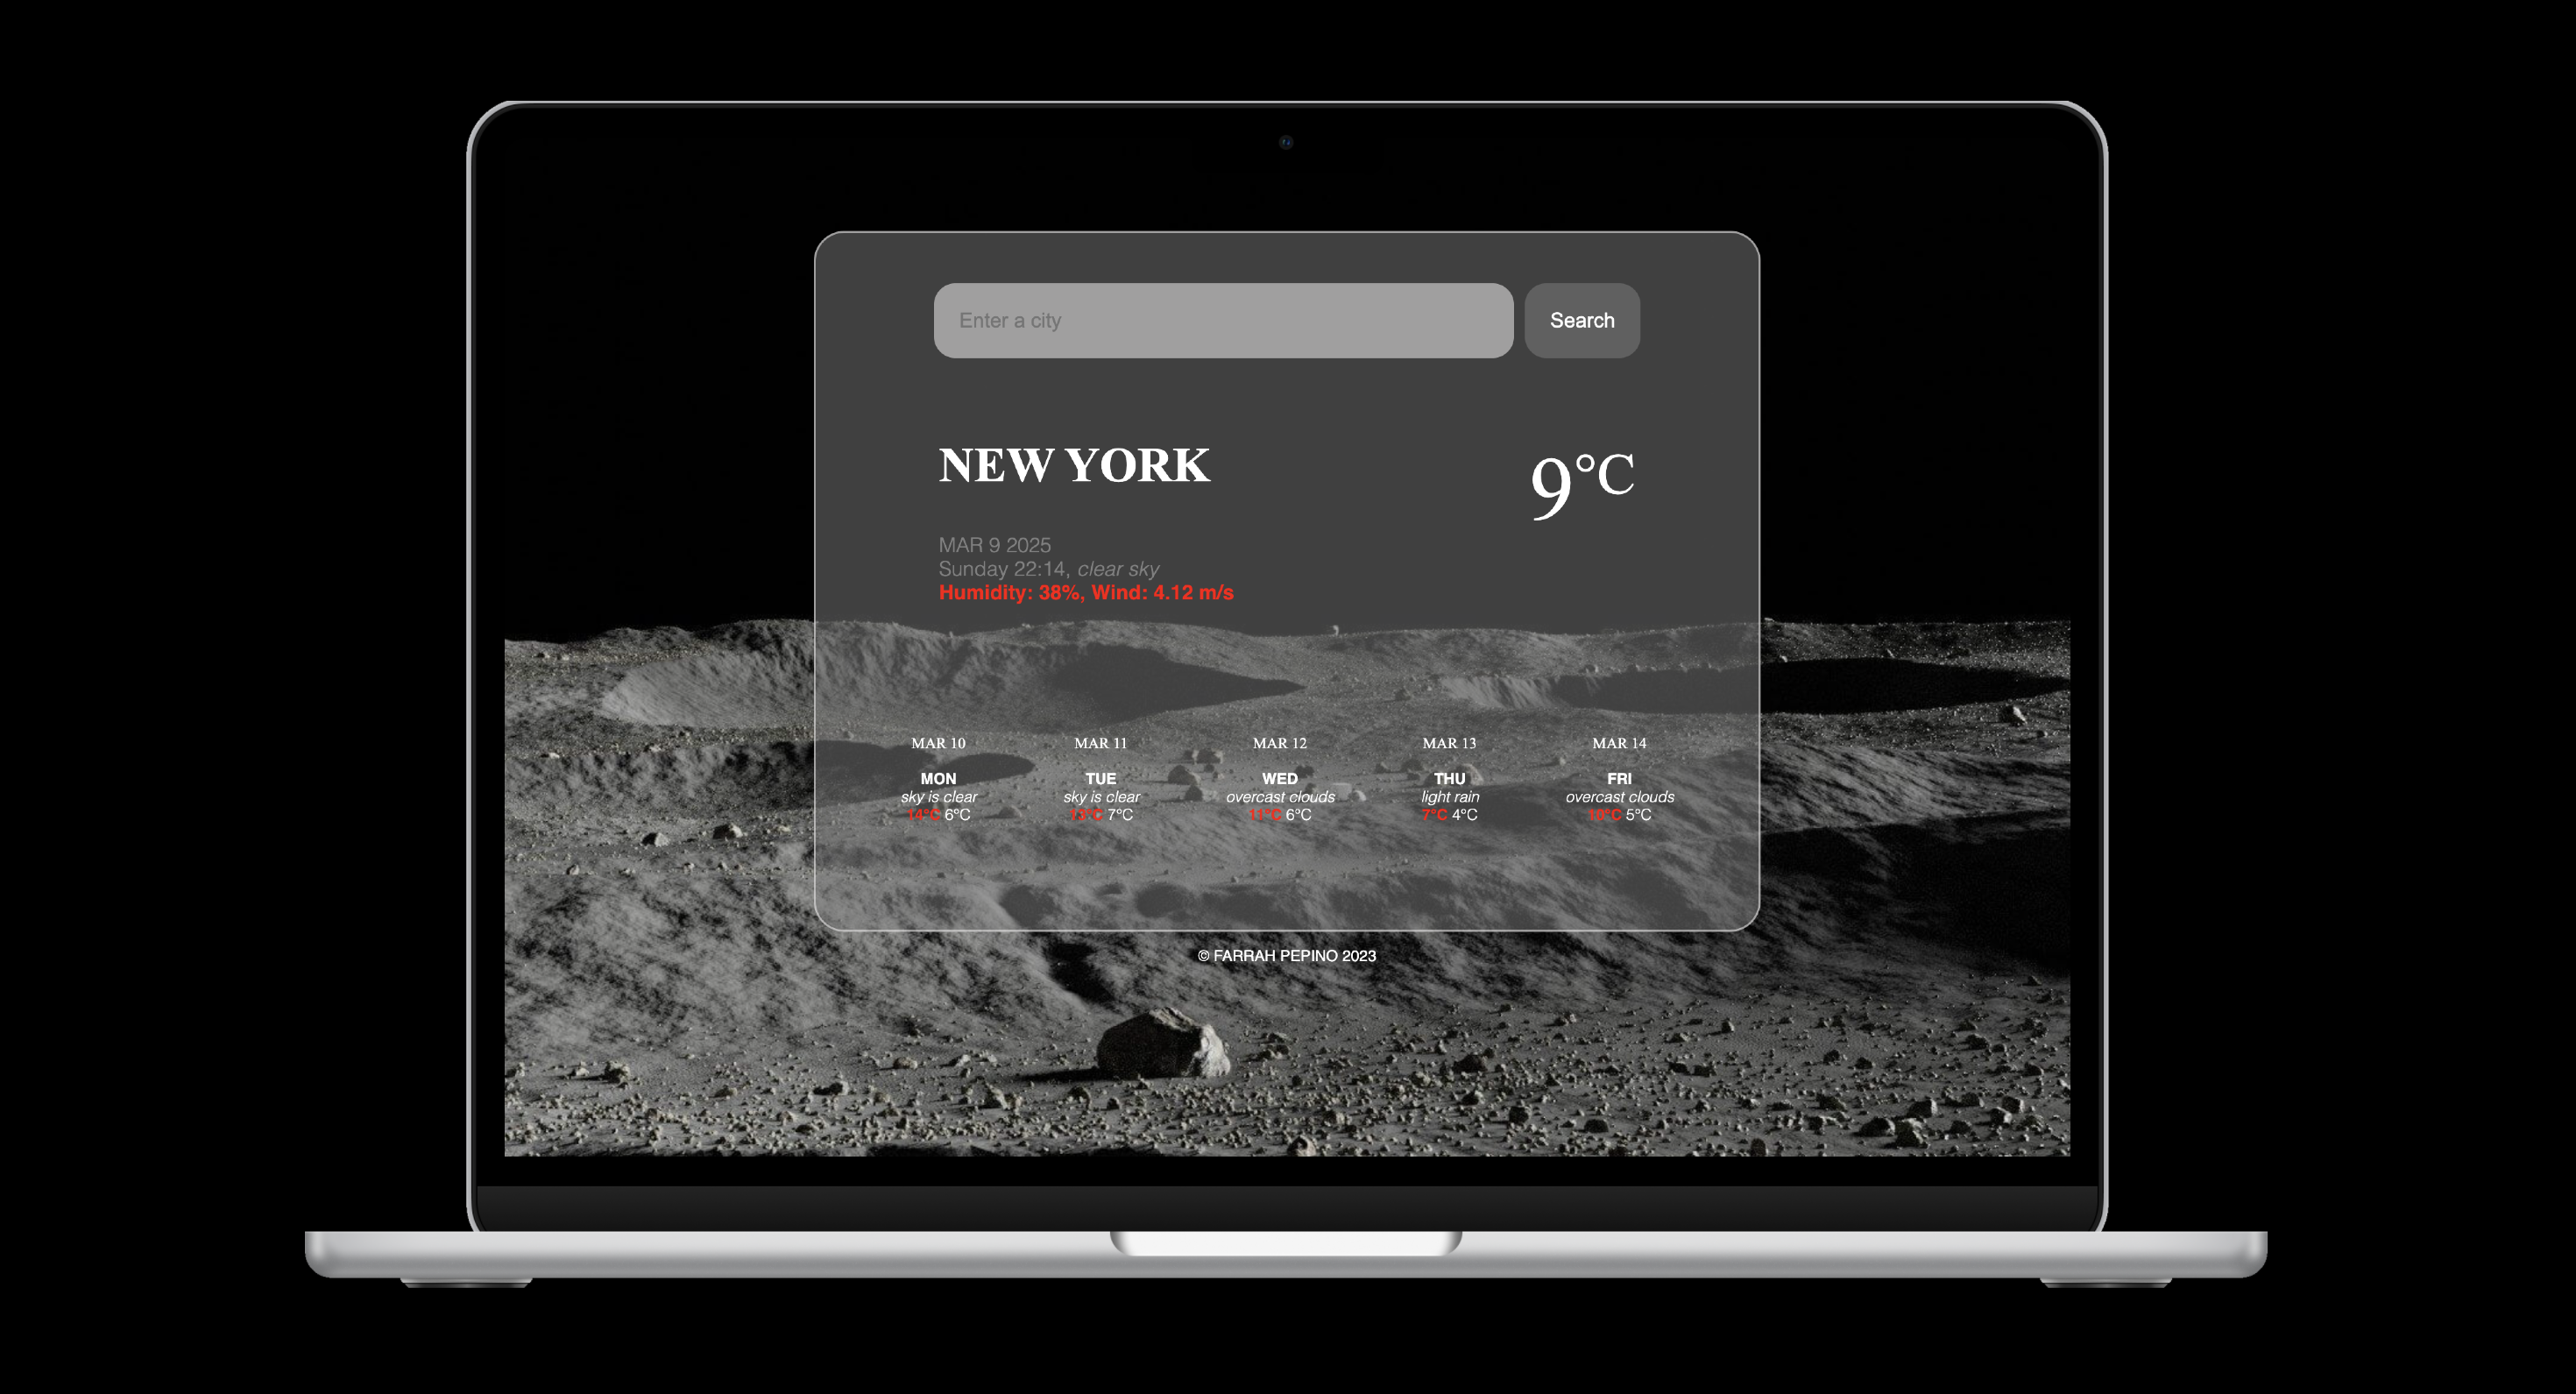 Enter a city
Search
NEW YORK
9°C
MAR 9 2025
Sunday 22:14, clear sky
Humidity: 38%, Wind: 4.12 m/s
MAR 10
MON
sky is clear
14°C 6°C
MAR 11
TUE
sky is clear
13°C 7°C
MAR 12
WED
overcast clouds
11°C 6°C
MAR 13
THU
light rain
7°C 4°C
MAR 14
FRI
overcast clouds
10°C 5°C
© FARRAH PEPINO 2023